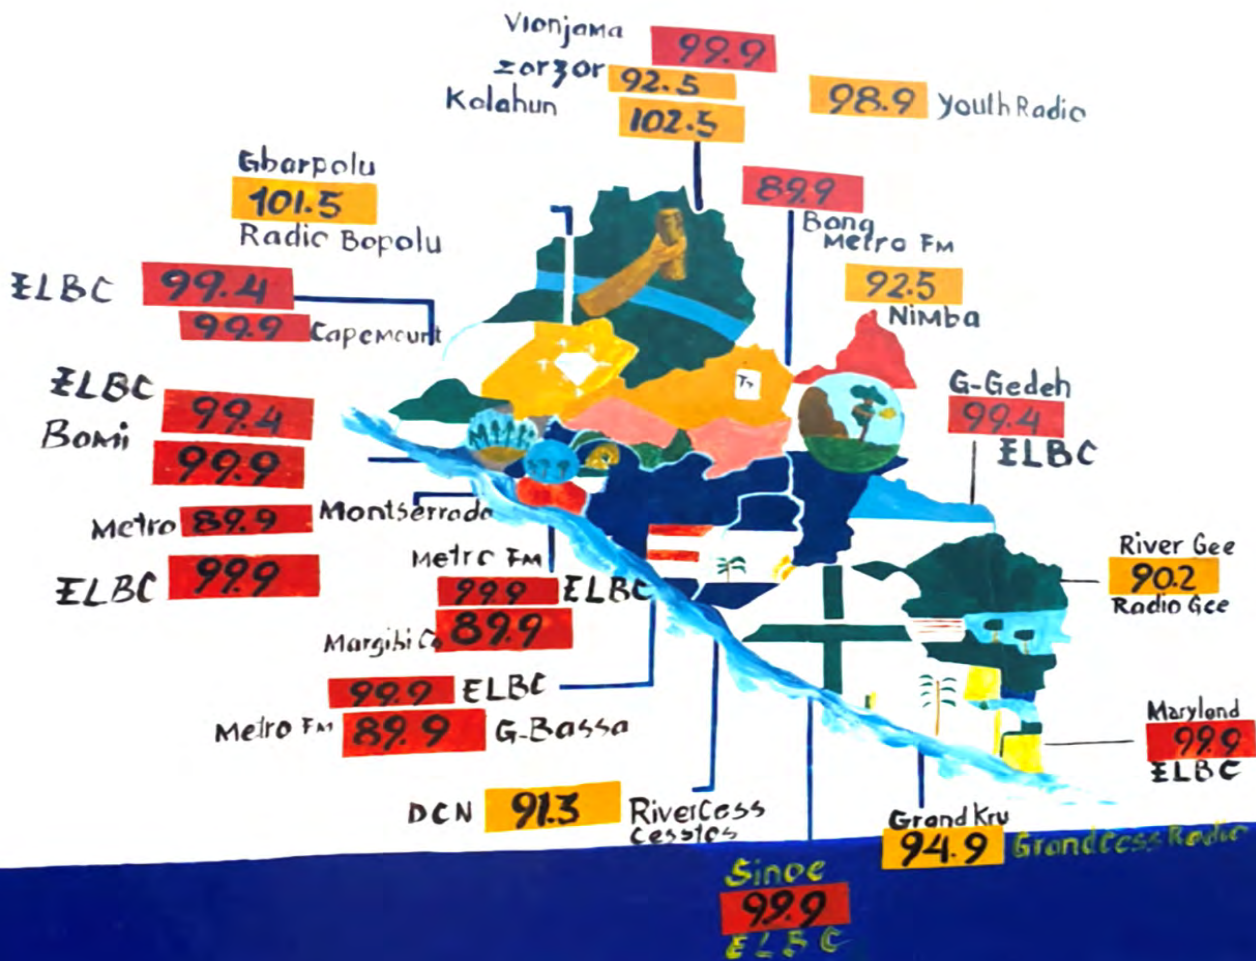 Vionjama 99.9
Zorzor 92.5
Kolahun 102.5
98.9 Youth Radio
Gbarpolu
101.5
Radio Bopolu
89.9
Bong
Metro FM
92.5
Nimba
ELBC 99.4
99.9 Capemount
ELBC
99.4
Bomi
99.9
G-Gedeh
99.4
ELBC
Metro 89.9 Montserrado
ELBC 99.9
Metro FM
99.9 ELBC
Margibi Co 89.9
River Gee
90.2
Radio Gee
99.9 ELBC
Metro FM 89.9 G-Bassa
Maryland
99.9
ELBC
DCN 91.3 RiverCess
Cesstos
Grand Kru
94.9 Grandcess Radio
Sinoe
99.9
ELBC